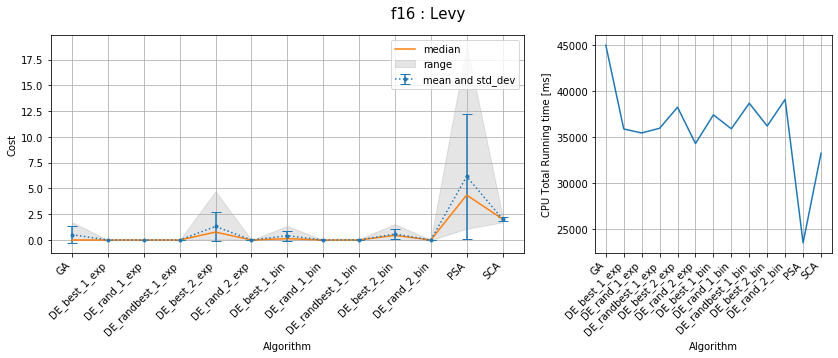 f16 : Levy
median
range
mean and std_dev
17.5
15.0
12.5
10.0
7.5
5.0
2.5
0.0
Cost
GA
DE_best_1_exp
DE_rand_1_exp
DE_randbest_1_exp
DE_best_2_exp
DE_rand_2_exp
DE_best_1_bin
DE_rand_1_bin
DE_randbest_1_bin
DE_best_2_bin
DE_rand_2_bin
PSA
SCA
Algorithm
45000
40000
35000
30000
25000
CPU Total Running time [ms]
GA
DE_best_1_exp
DE_rand_1_exp
DE_randbest_1_exp
DE_best_2_exp
DE_rand_2_exp
DE_best_1_bin
DE_rand_1_bin
DE_randbest_1_bin
DE_best_2_bin
DE_rand_2_bin
PSA
SCA
Algorithm